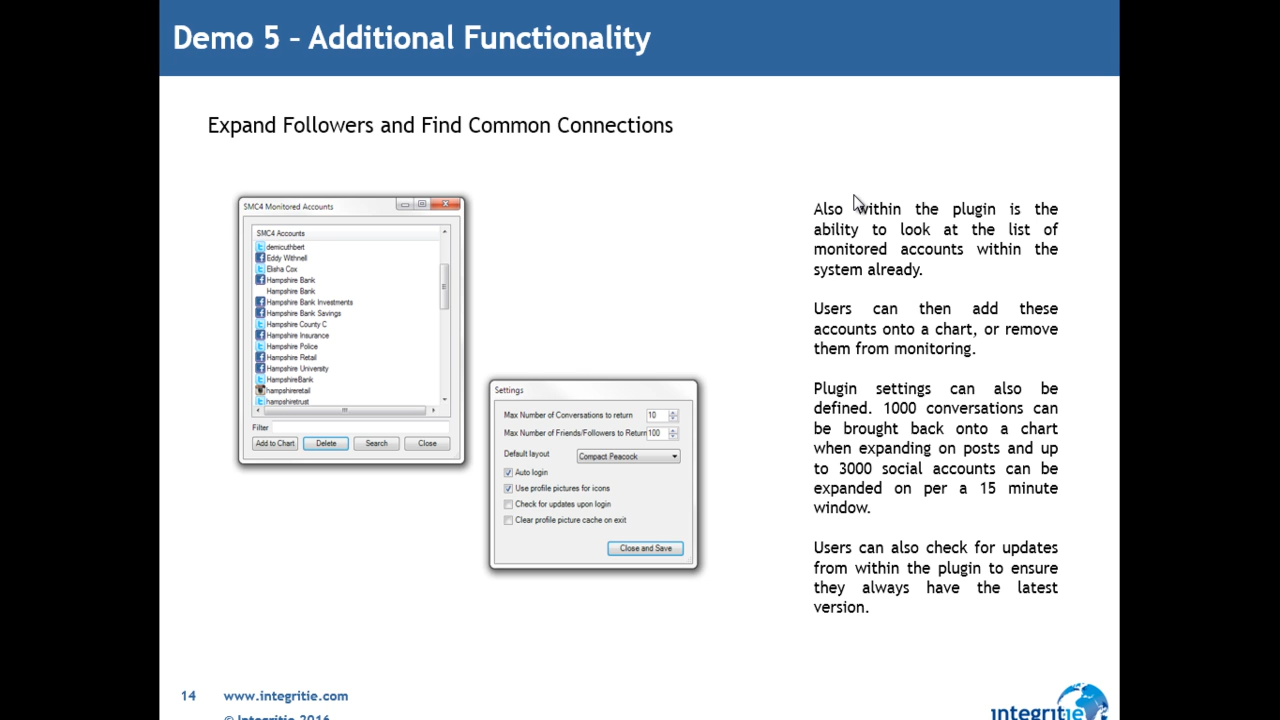 Demo 5 – Additional Functionality
Expand Followers and Find Common Connections
SMC4 Monitored Accounts
SMC4 Accounts
demicuthbert
Eddy Withnell
Elisha Cox
Hampshire Bank
Hampshire Bank
Hampshire Bank Investments
Hampshire Bank Savings
Hampshire County C
Hampshire Insurance
Hampshire Police
Hampshire Retail
Hampshire University
HampshireBank
hampshireretail
hampshiretrust
Filter
Add to Chart Delete Search Close
Settings
Max Number of Conversations to return 10
Max Number of Friends/Followers to Return 100
Default layout Compact Peacock
Auto login
Use profile pictures for icons
Check for updates upon login
Clear profile picture cache on exit
Close and Save
Also within the plugin is the
ability to look at the list of
monitored accounts within the
system already.
Users can then add these
accounts onto a chart, or remove
them from monitoring.
Plugin settings can also be
defined. 1000 conversations can
be brought back onto a chart
when expanding on posts and up
to 3000 social accounts can be
expanded on per a 15 minute
window.
Users can also check for updates
from within the plugin to ensure
they always have the latest
version.
14 www.integritie.com
© Integritie 2016
integritie